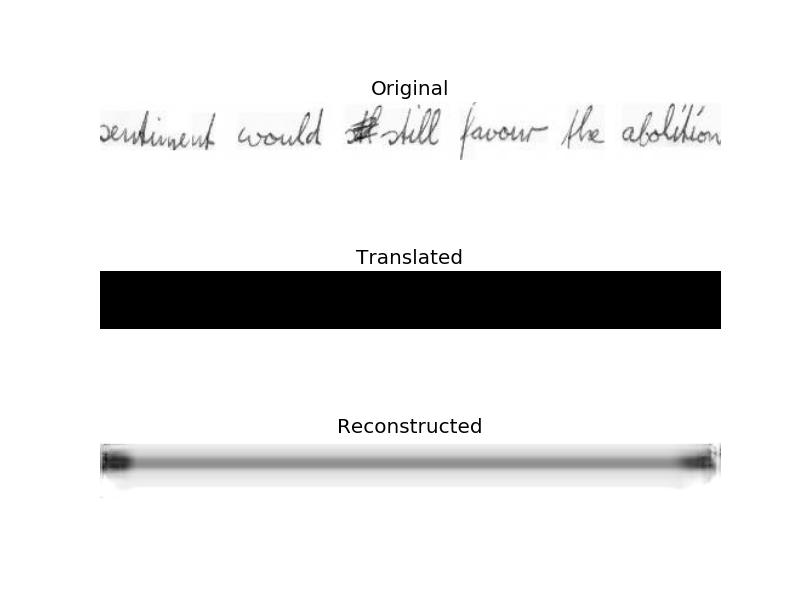 Original
sentiment would still favour the abolition
Translated
Reconstructed